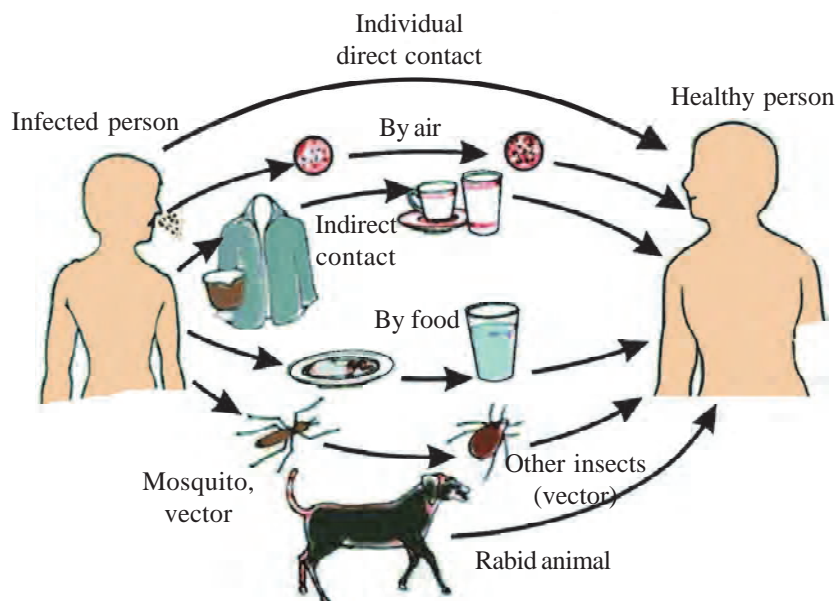 Individual
direct contact
Healthy person
Infected person
By air
Indirect
contact
By food
Mosquito,
vector
Other insects
(vector)
Rabid animal